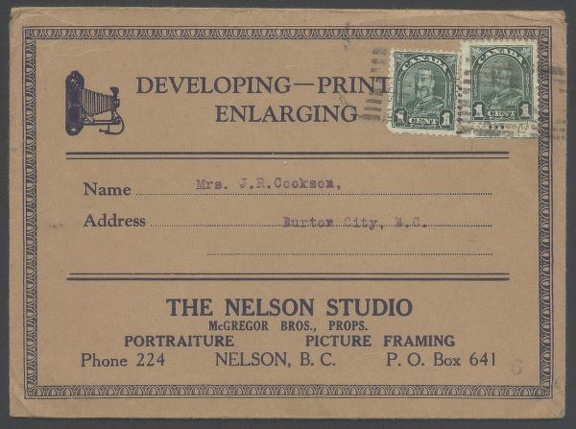 DEVELOPING—PRINT
ENLARGING
CANADA
1 CENT 1
CANADA
1 CENT 1
Name Mrs. J.R.Cookson,
Address Burton City, B.C.
THE NELSON STUDIO
McGREGOR BROS., PROPS.
PORTRAITURE PICTURE FRAMING
Phone 224 NELSON, B. C. P. O. Box 641
6